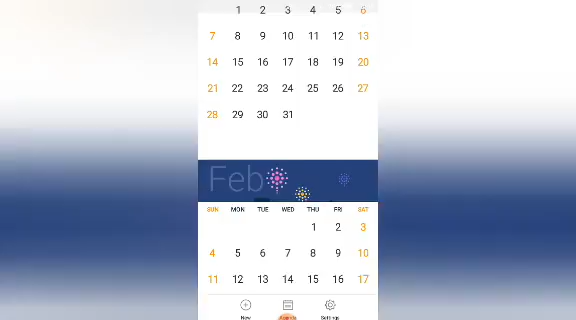 1 2 3 4 5 6
7 8 9 10 11 12 13
14 15 16 17 18 19 20
21 22 23 24 25 26 27
28 29 30 31
Feb
SUN MON TUE WED THU FRI SAT
1 2 3
4 5 6 7 8 9 10
11 12 13 14 15 16 17
New Agenda Settings